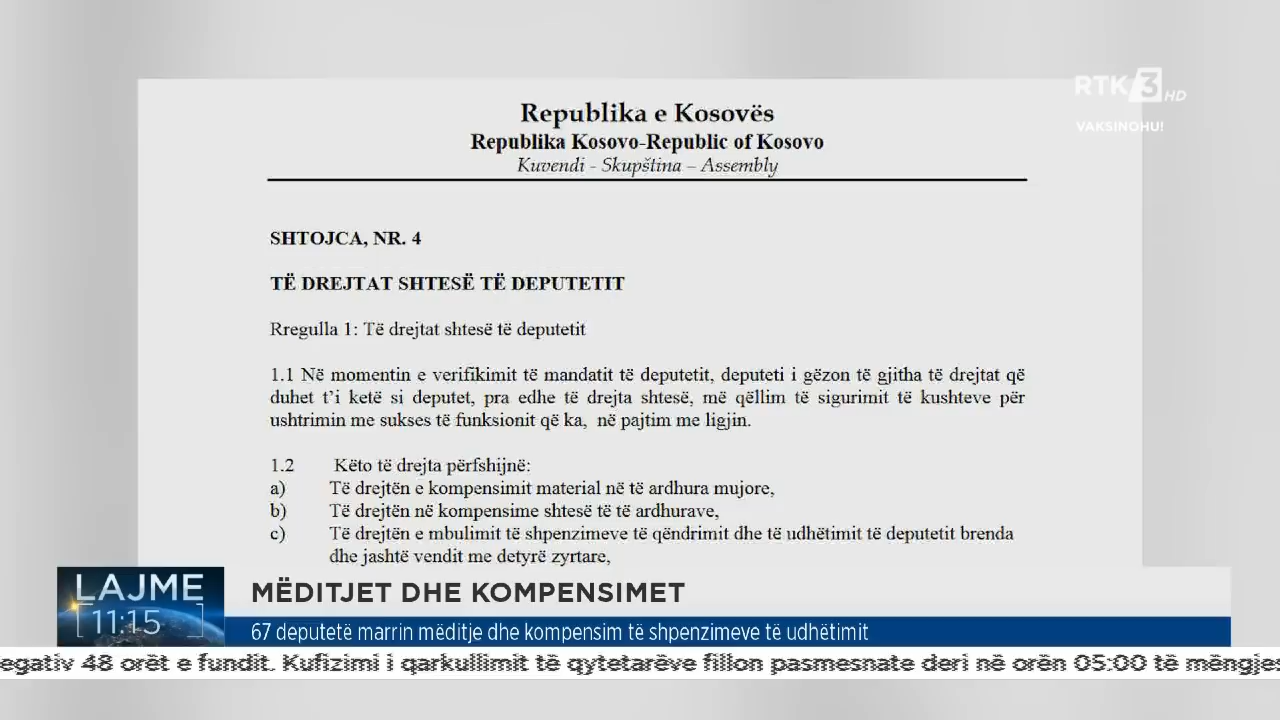 RTK 3 HD
VAKSINOHU!
Republika e Kosovës
Republika Kosovo-Republic of Kosovo
Kuvendi - Skupština – Assembly
SHTOJCA, NR. 4
TË DREJTAT SHTESË TË DEPUTETIT
Rregulla 1: Të drejtat shtesë të deputetit
1.1 Në momentin e verifikimit të mandatit të deputetit, deputeti i gëzon të gjitha të drejtat që
duhet t’i ketë si deputet, pra edhe të drejta shtesë, më qëllim të sigurimit të kushteve për
ushtrimin me sukses të funksionit që ka, në pajtim me ligjin.
1.2 Këto të drejta përfshijnë:
a) Të drejtën e kompensimit material në të ardhura mujore,
b) Të drejtën në kompensime shtesë të të ardhurave,
c) Të drejtën e mbulimit të shpenzimeve të qëndrimit dhe të udhëtimit të deputetit brenda
dhe jashtë vendit me detyrë zyrtare,
LAJME
11:15
MËDITJET DHE KOMPENSIMET
67 deputetë marrin mëditje dhe kompensim të shpenzimeve të udhëtimit
egativ 48 orët e fundit. Kufizimi i qarkullimit të qytetarëve fillon pasmesnate deri në orën 05:00 të mëngjes